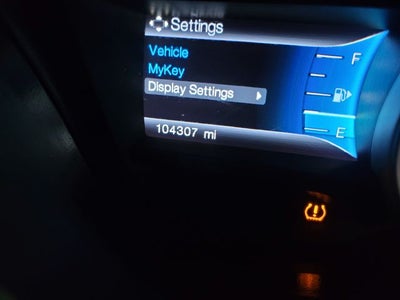 Settings
Vehicle
F
MyKey
Display Settings
E
104307 mi